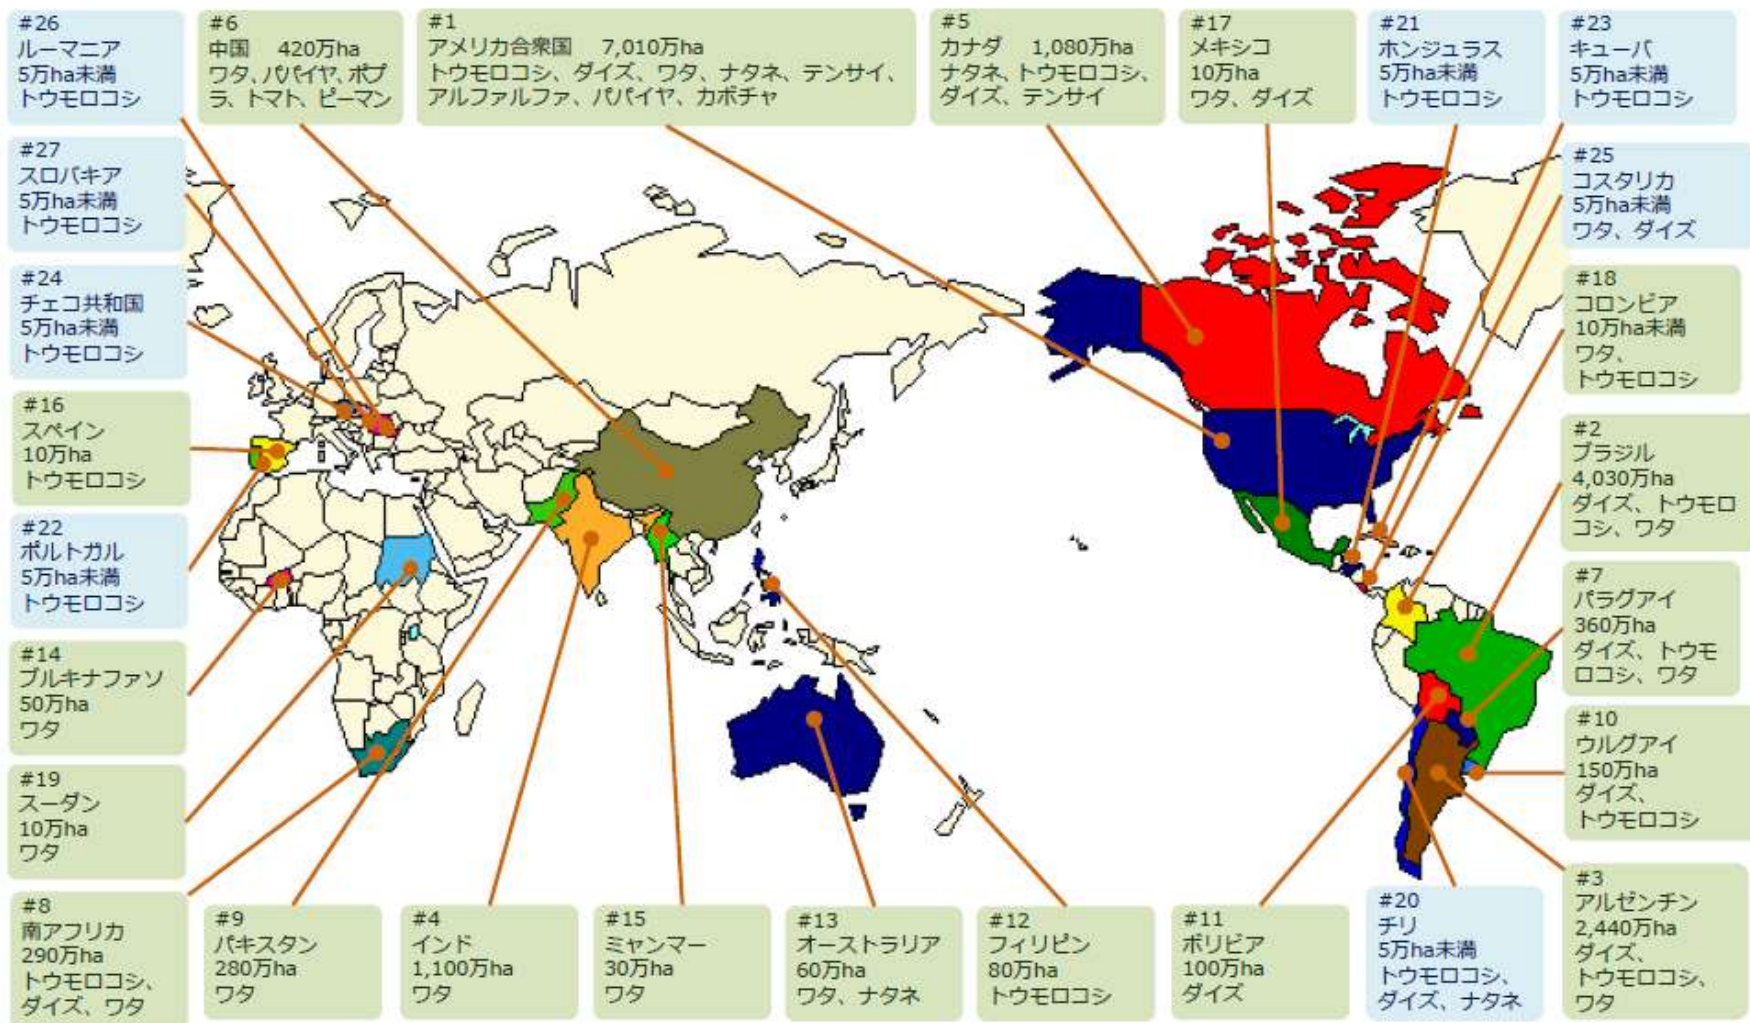 #26
ルーマニア
5万ha未満
トウモロコシ
#6
中国 420万ha
ワタ、パパイヤ、ポプ
ラ、トマト、ピーマン
#1
アメリカ合衆国 7,010万ha
トウモロコシ、ダイズ、ワタ、ナタネ、テンサイ、
アルファルファ、パパイヤ、カボチャ
#5
カナダ 1,080万ha
ナタネ、トウモロコシ、
ダイズ、テンサイ
#17
メキシコ
10万ha
ワタ、ダイズ
#21
ホンジュラス
5万ha未満
トウモロコシ
#23
キューバ
5万ha未満
トウモロコシ
#27
スロバキア
5万ha未満
トウモロコシ
#25
コスタリカ
5万ha未満
ワタ、ダイズ
#24
チェコ共和国
5万ha未満
トウモロコシ
#18
コロンビア
10万ha未満
ワタ、
トウモロコシ
#16
スペイン
10万ha
トウモロコシ
#2
ブラジル
4,030万ha
ダイズ、トウモロ
コシ、ワタ
#22
ポルトガル
5万ha未満
トウモロコシ
#7
パラグアイ
360万ha
ダイズ、トウモ
ロコシ、ワタ
#14
ブルキナファソ
50万ha
ワタ
#10
ウルグアイ
150万ha
ダイズ、
トウモロコシ
#19
スーダン
10万ha
ワタ
#8
南アフリカ
290万ha
トウモロコシ、
ダイズ、ワタ
#9
パキスタン
280万ha
ワタ
#4
インド
1,100万ha
ワタ
#15
ミャンマー
30万ha
ワタ
#13
オーストラリア
60万ha
ワタ、ナタネ
#12
フィリピン
80万ha
トウモロコシ
#11
ボリビア
100万ha
ダイズ
#20
チリ
5万ha未満
トウモロコシ、
ダイズ、ナタネ
#3
アルゼンチン
2,440万ha
ダイズ、
トウモロコシ、
ワタ